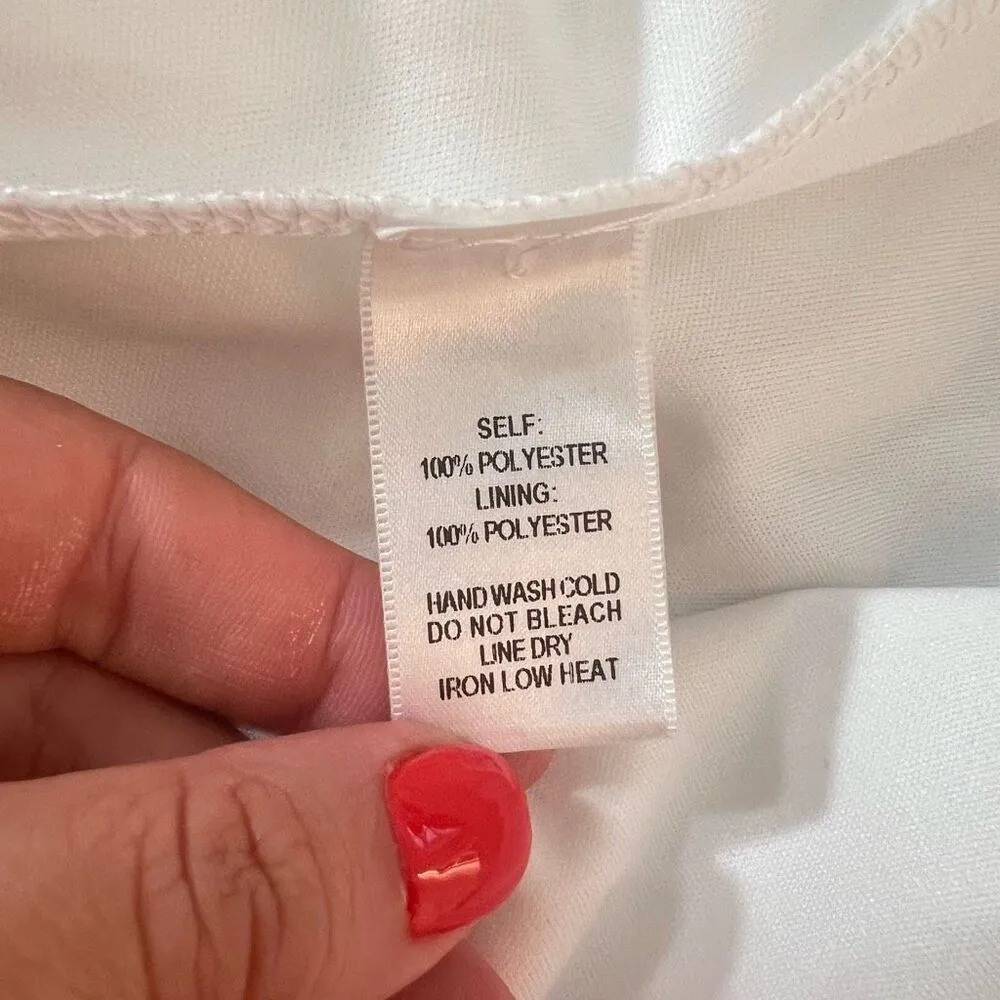 SELF:
100% POLYESTER
LINING:
100% POLYESTER
HAND WASH COLD
DO NOT BLEACH
LINE DRY
IRON LOW HEAT